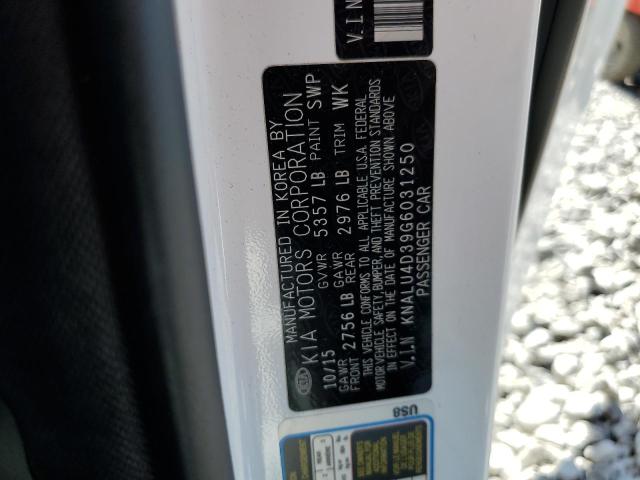 V.I.N
MANUFACTURED IN KOREA BY
KIA MOTORS CORPORATION
10/15 GVWR 5357 LB PAINT SWP
GAWR FRONT 2756 LB GAWR REAR 2976 LB TRIM WK
THIS VEHICLE CONFORMS TO ALL APPLICABLE U.S.A. FEDERAL
MOTOR VEHICLE SAFETY, BUMPER, AND THEFT PREVENTION STANDARDS
IN EFFECT ON THE DATE OF MANUFACTURE SHOWN ABOVE
V.I.N KNALU4D39G6031250
PASSENGER CAR
KIA
US8